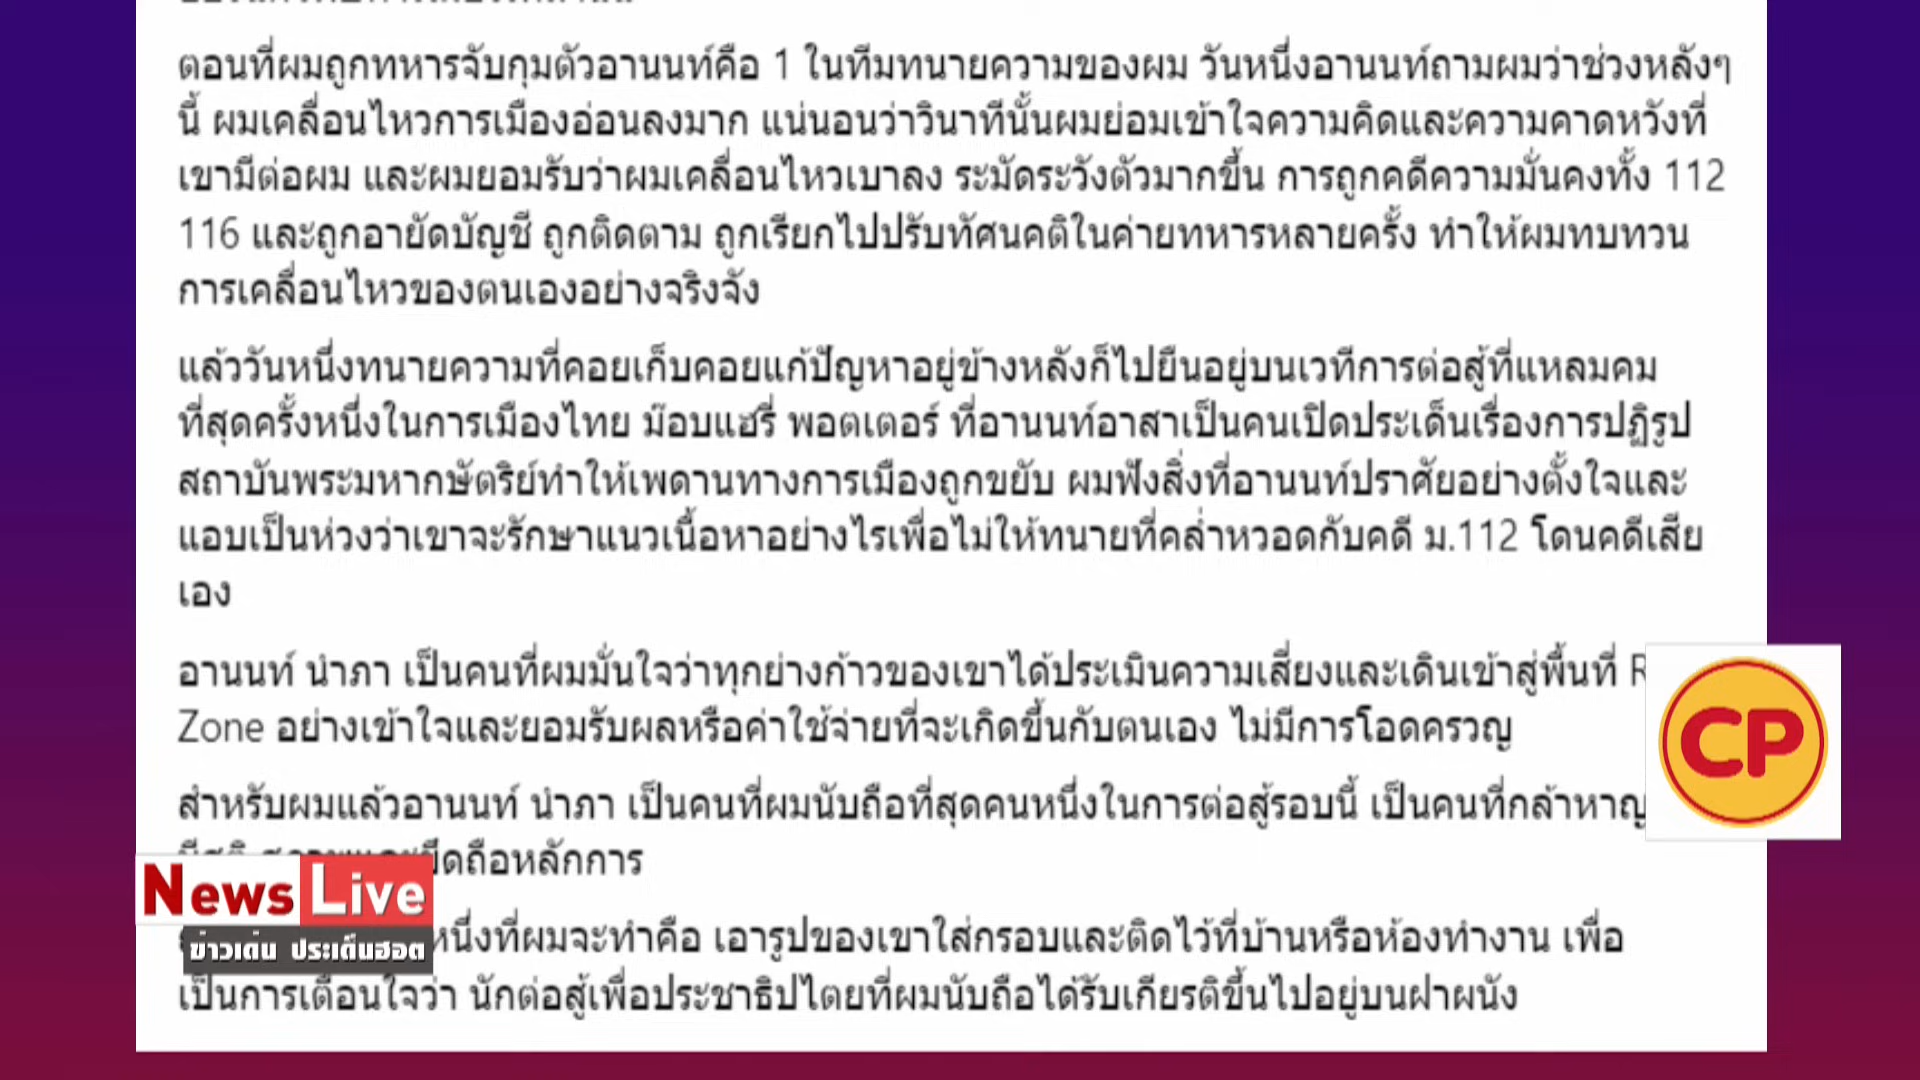 ตอนที่ผมถูกทหารจับกุมตัวอานนท์คือ 1 ในทีมทนายความของผม วันหนึ่งอานนท์ถามผมว่าช่วงหลังๆ
นี้ ผมเคลื่อนไหวการเมืองอ่อนลงมาก แน่นอนว่าวินาทีนั้นผมย่อมเข้าใจความคิดและความคาดหวังที่
เขามีต่อผม และผมยอมรับว่าผมเคลื่อนไหวเบาลง ระมัดระวังตัวมากขึ้น การถูกคดีความมั่นคงทั้ง 112
116 และถูกอายัดบัญชี ถูกติดตาม ถูกเรียกไปปรับทัศนคติในค่ายทหารหลายครั้ง ทำให้ผมทบทวน
การเคลื่อนไหวของตนเองอย่างจริงจัง
แล้ววันหนึ่งทนายความที่คอยเก็บคอยแก้ปัญหาอยู่ข้างหลังก็ไปยืนอยู่บนเวทีการต่อสู้ที่แหลมคม
ที่สุดครั้งหนึ่งในการเมืองไทย ม๊อบแฮรี่ พอตเตอร์ ที่อานนท์อาสาเป็นคนเปิดประเด็นเรื่องการปฏิรูป
สถาบันพระมหากษัตริย์ทำให้เพดานทางการเมืองถูกขยับ ผมฟังสิ่งที่อานนท์ปราศัยอย่างตั้งใจและ
แอบเป็นห่วงว่าเขาจะรักษาแนวเนื้อหาอย่างไรเพื่อไม่ให้ทนายที่คล่ำหวอดกับคดี ม.112 โดนคดีเสีย
เอง
อานนท์ นำภา เป็นคนที่ผมมั่นใจว่าทุกย่างก้าวของเขาได้ประเมินความเสี่ยงและเดินเข้าสู่พื้นที่
Zone อย่างเข้าใจและยอมรับผลหรือค่าใช้จ่ายที่จะเกิดขึ้นกับตนเอง ไม่มีการโอดครวญ
สำหรับผมแล้วอานนท์ นำภา เป็นคนที่ผมนับถือที่สุดคนหนึ่งในการต่อสู้รอบนี้ เป็นคนที่กล้าหาญ
ยึดถือหลักการ
หนึ่งที่ผมจะทำคือ เอารูปของเขาใส่กรอบและติดไว้ที่บ้านหรือห้องทำงาน เพื่อ
เป็นการเตือนใจว่า นักต่อสู้เพื่อประชาธิปไตยที่ผมนับถือได้รับเกียรติขึ้นไปอยู่บนฝาผนัง
CP
News Live
ข่าวเด่น ประเด็นฮอต